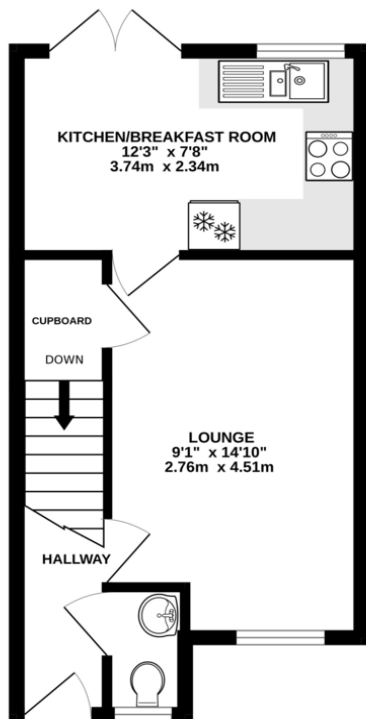 KITCHEN/BREAKFAST ROOM
12'3" x 7'8"
3.74m x 2.34m
CUPBOARD
DOWN
LOUNGE
9'1" x 14'10"
2.76m x 4.51m
HALLWAY